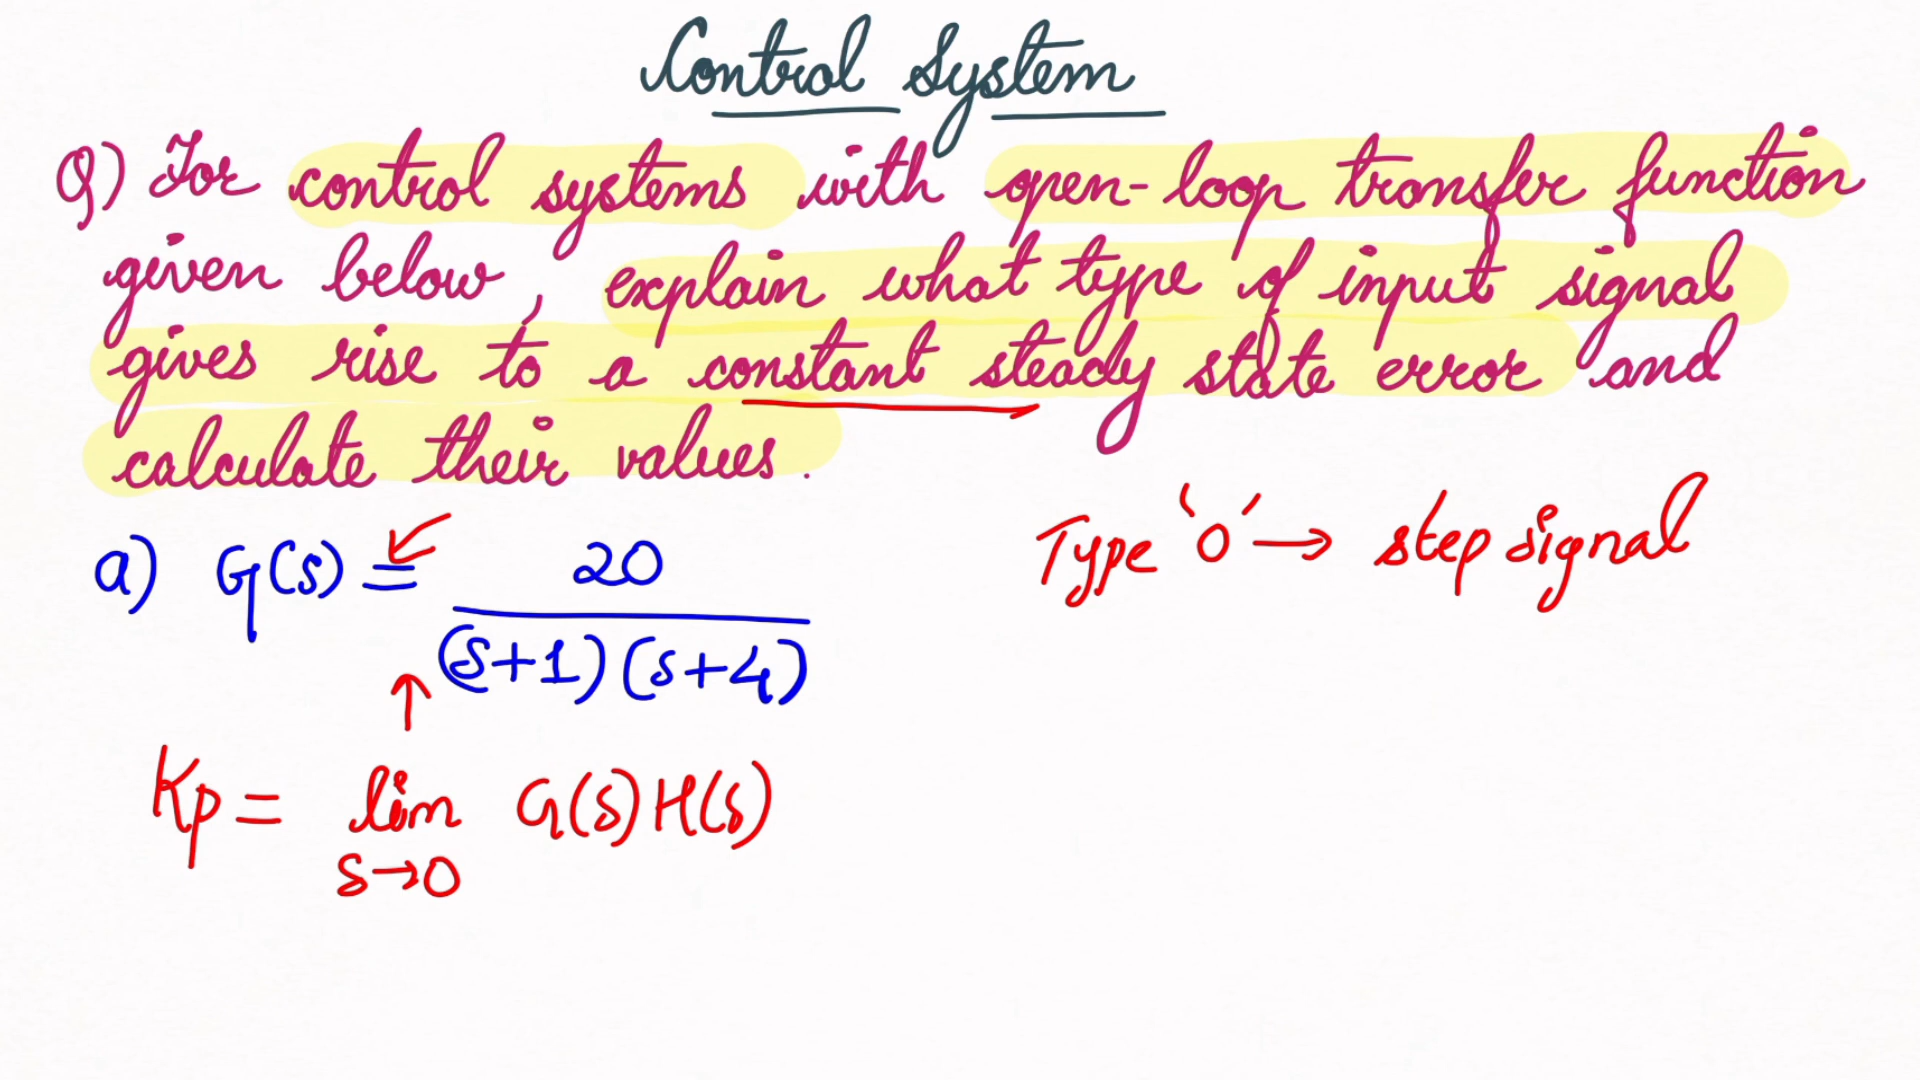 Control System
Q) For control systems with open-loop transfer function
given below, explain what type of input signal
gives rise to a constant steady state error and
calculate their values.
a) G(s) = 20
(s+1)(s+4)
Type '0' → step signal
Kp = lim G(s)H(s)
s→0